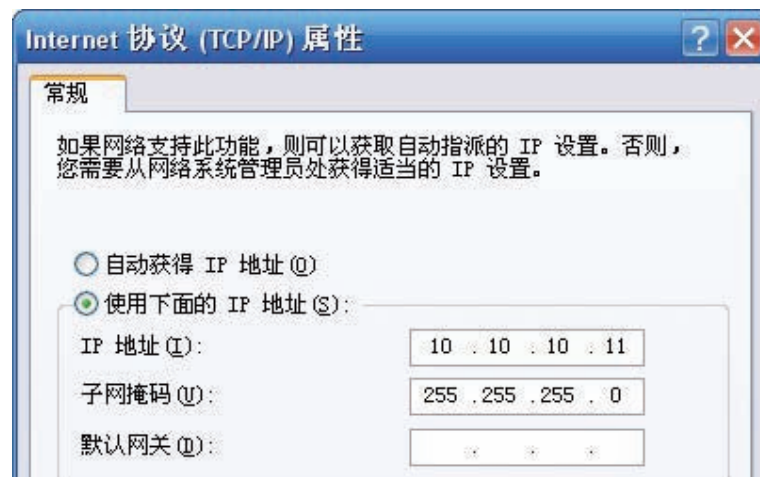 Internet 协议 (TCP/IP) 属性
常规
如果网络支持此功能，则可以获取自动指派的 IP 设置。否则，
您需要从网络系统管理员处获得适当的 IP 设置。
自动获得 IP 地址(O)
使用下面的 IP 地址(S):
IP 地址(I): 10 . 10 . 10 . 11
子网掩码(U): 255 .255 .255 . 0
默认网关(D): . . .